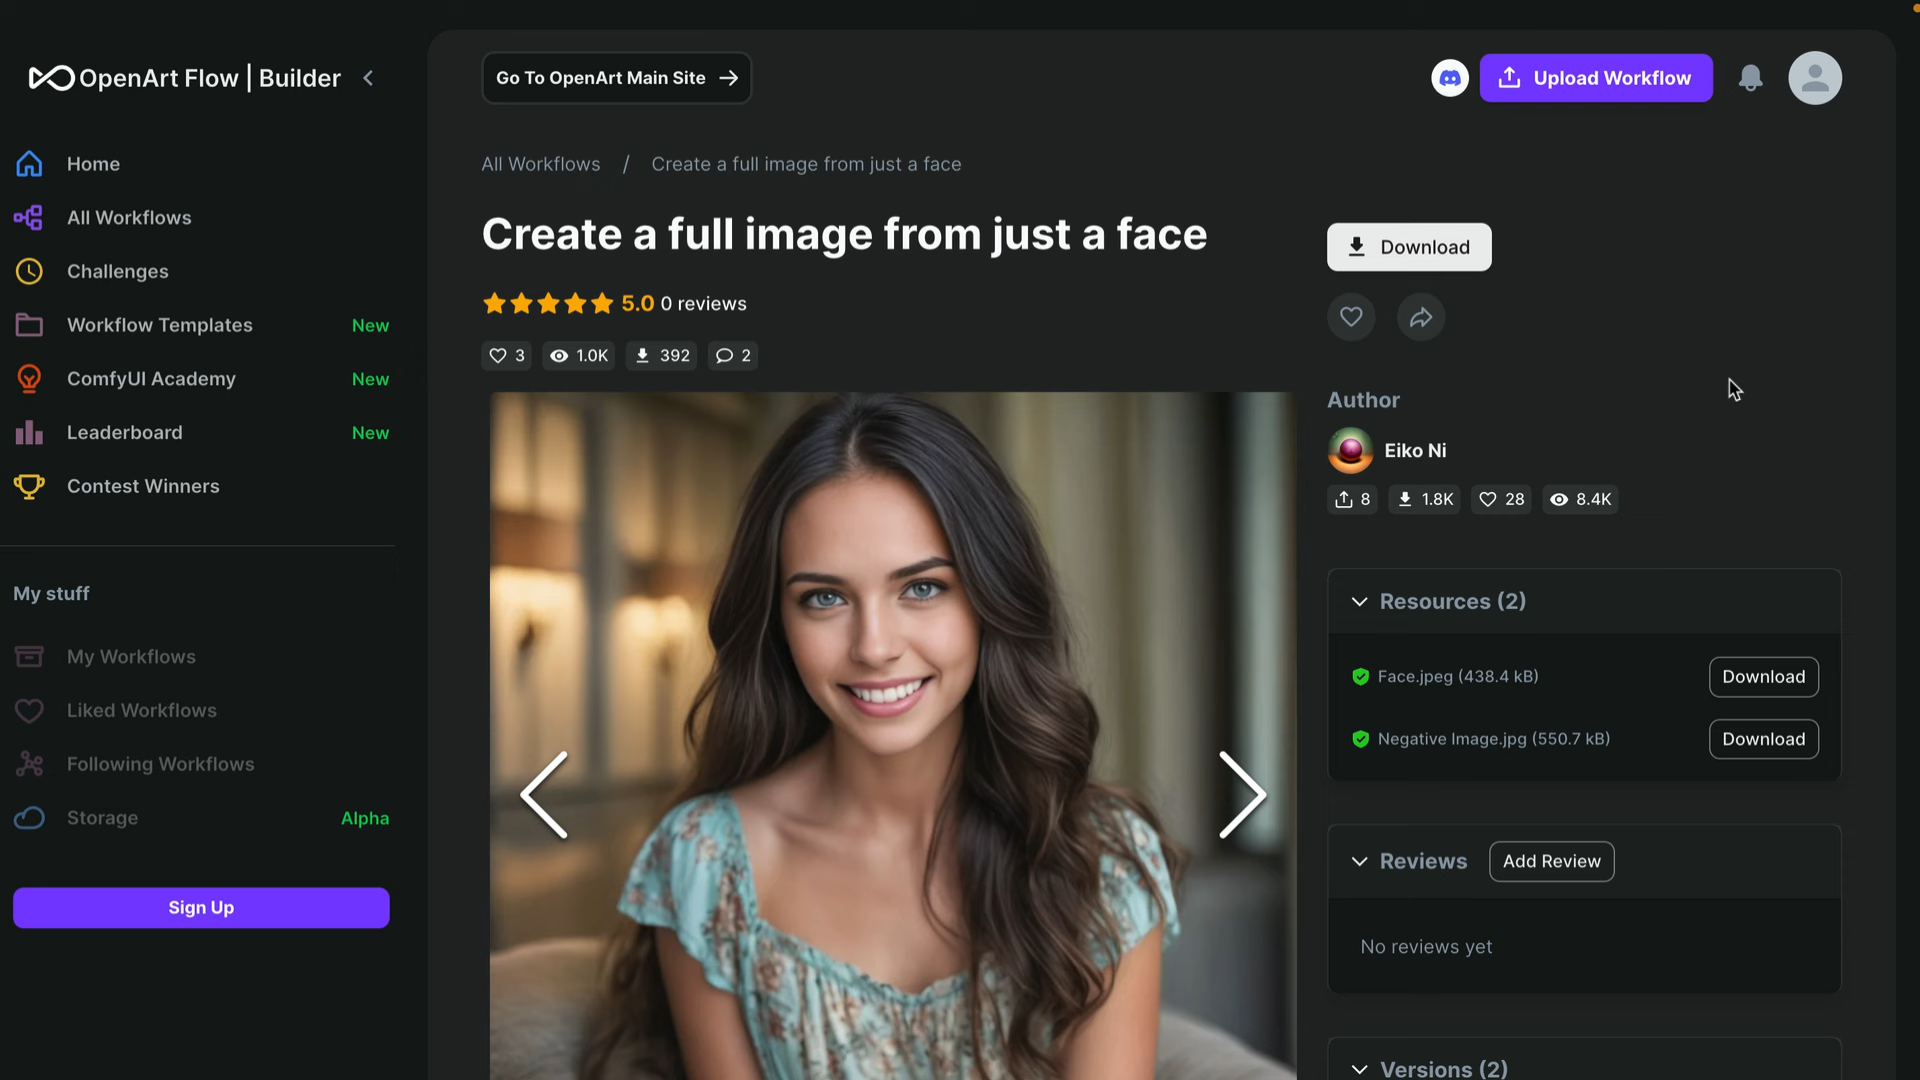 OpenArt Flow | Builder
Go To OpenArt Main Site
Upload Workflow
Home
All Workflows
Challenges
Workflow Templates New
ComfyUI Academy New
Leaderboard New
Contest Winners
My stuff
My Workflows
Liked Workflows
Following Workflows
Storage Alpha
Sign Up
All Workflows / Create a full image from just a face
Create a full image from just a face
5.0 0 reviews
3 1.0K 392 2
Download
Author
Eiko Ni
8 1.8K 28 8.4K
Resources (2)
Face.jpeg (438.4 kB) Download
Negative Image.jpg (550.7 kB) Download
Reviews Add Review
No reviews yet
Versions (2)